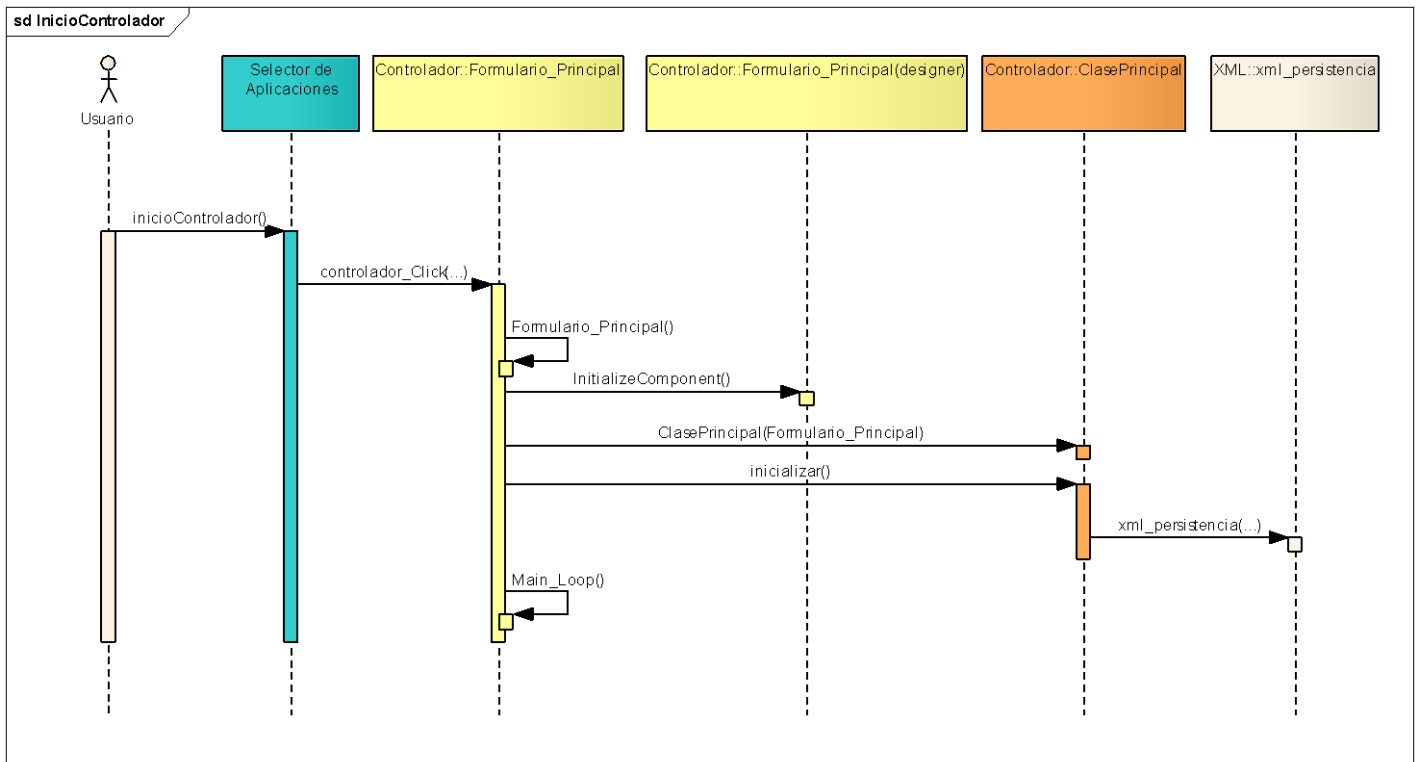 sd InicioControlador
Usuario
Selector de
Aplicaciones
Controlador::Formulario_Principal
Controlador::Formulario_Principal(designer)
Controlador::ClasePrincipal
XML::xml_persistencia
inicioControlador()
controlador_Click(...)
Formulario_Principal()
InitializeComponent()
ClasePrincipal(Formulario_Principal)
inicializar()
xml_persistencia(...)
Main_Loop()